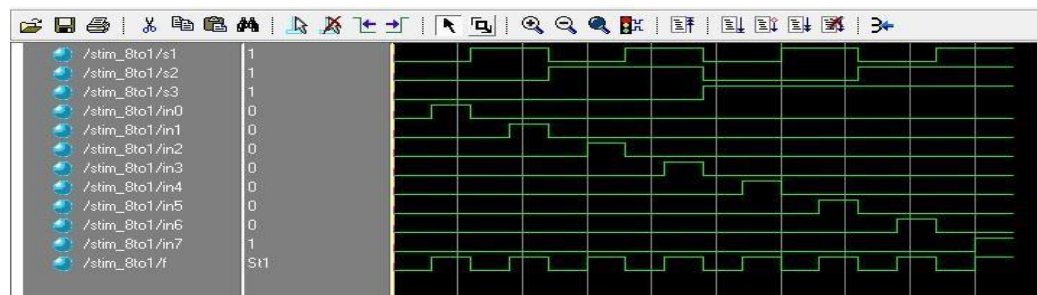 /stim_8to1/s1 1
/stim_8to1/s2 1
/stim_8to1/s3 1
/stim_8to1/in0 0
/stim_8to1/in1 0
/stim_8to1/in2 0
/stim_8to1/in3 0
/stim_8to1/in4 0
/stim_8to1/in5 0
/stim_8to1/in6 0
/stim_8to1/in7 1
/stim_8to1/f St1